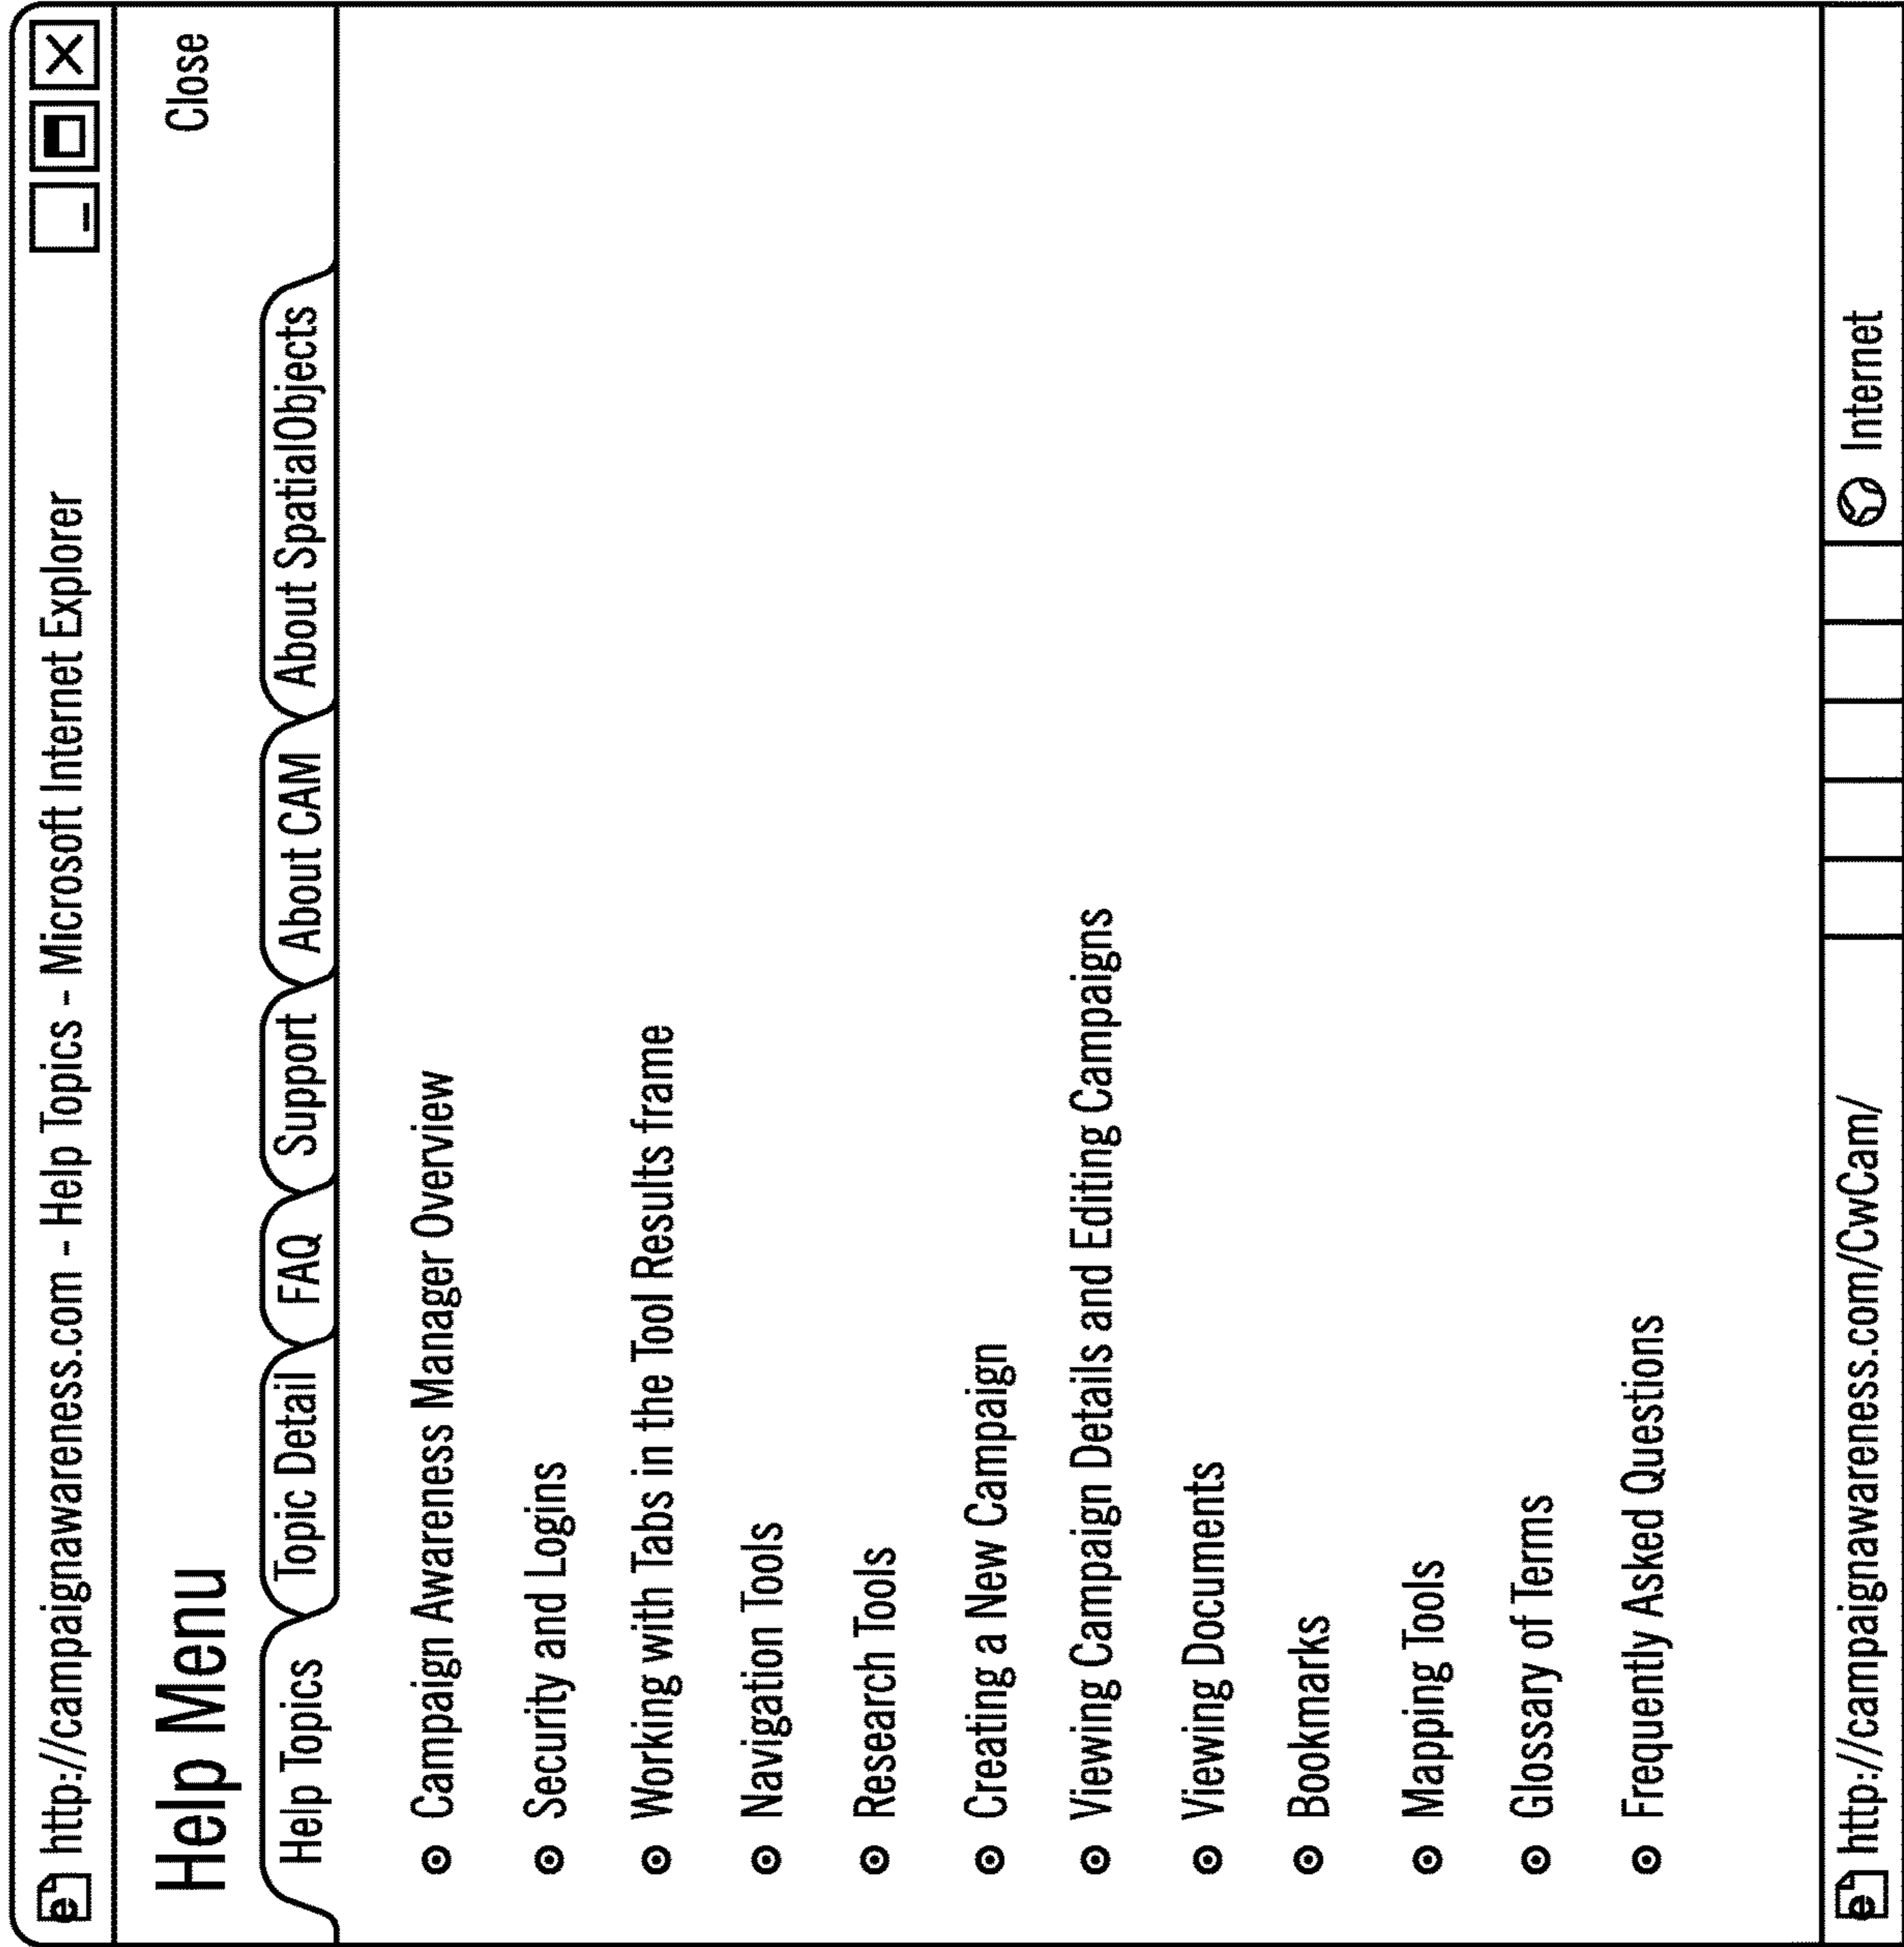 http://campaignawareness.com - Help Topics - Microsoft Internet Explorer
Help Menu
Close
Help Topics Topic Detail FAQ Support About CAM About SpatialObjects
Campaign Awareness Manager Overview
Security and Logins
Working with Tabs in the Tool Results frame
Navigation Tools
Research Tools
Creating a New Campaign
Viewing Campaign Details and Editing Campaigns
Viewing Documents
Bookmarks
Mapping Tools
Glossary of Terms
Frequently Asked Questions
http://campaignawareness.com/CwCam/ Internet